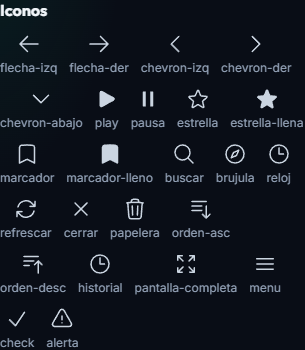 Iconos
flecha-izq flecha-der chevron-izq chevron-der
chevron-abajo play pausa estrella estrella-llena
marcador marcador-lleno buscar brujula reloj
refrescar cerrar papelera orden-asc
orden-desc historial pantalla-completa menu
check alerta